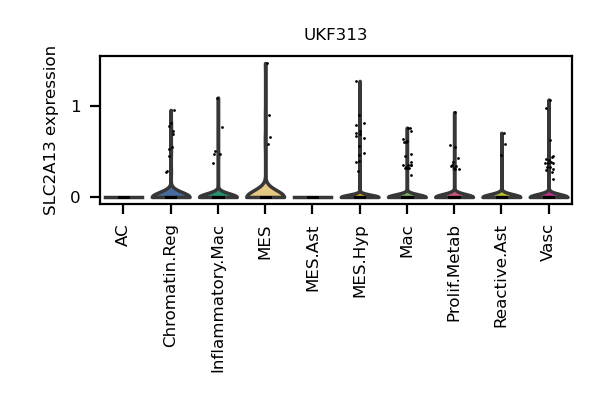 UKF313
SLC2A13 expression
1
0
AC
Chromatin.Reg
Inflammatory.Mac
MES
MES.Ast
MES.Hyp
Mac
Prolif.Metab
Reactive.Ast
Vasc